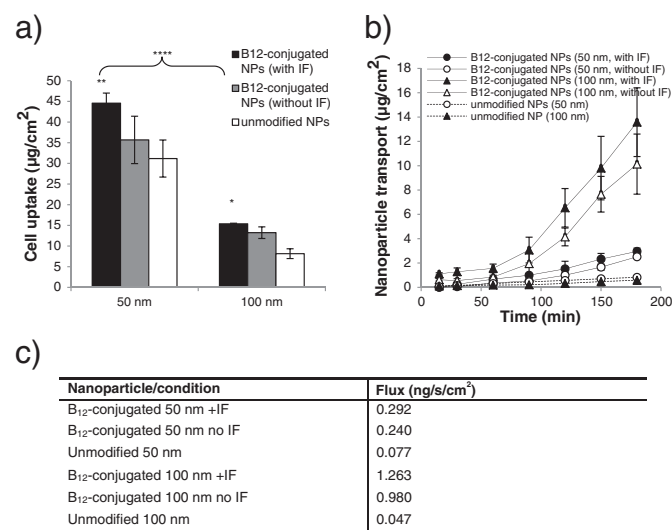 a)
****
**
*
B12-conjugated
NPs (with IF)
B12-conjugated
NPs (without IF)
unmodified NPs
Cell uptake (µg/cm²)
50
45
40
35
30
25
20
15
10
5
0
50 nm
100 nm
b)
B12-conjugated NPs (50 nm, with IF)
B12-conjugated NPs (50 nm, without IF)
B12-conjugated NPs (100 nm, with IF)
B12-conjugated NPs (100 nm, without IF)
unmodified NPs (50 nm)
unmodified NP (100 nm)
Nanoparticle transport (µg/cm²)
18
16
14
12
10
8
6
4
2
0
0
50
100
150
200
Time (min)
c)
Nanoparticle/condition Flux (ng/s/cm²)
B₁₂-conjugated 50 nm +IF 0.292
B₁₂-conjugated 50 nm no IF 0.240
Unmodified 50 nm 0.077
B₁₂-conjugated 100 nm +IF 1.263
B₁₂-conjugated 100 nm no IF 0.980
Unmodified 100 nm 0.047